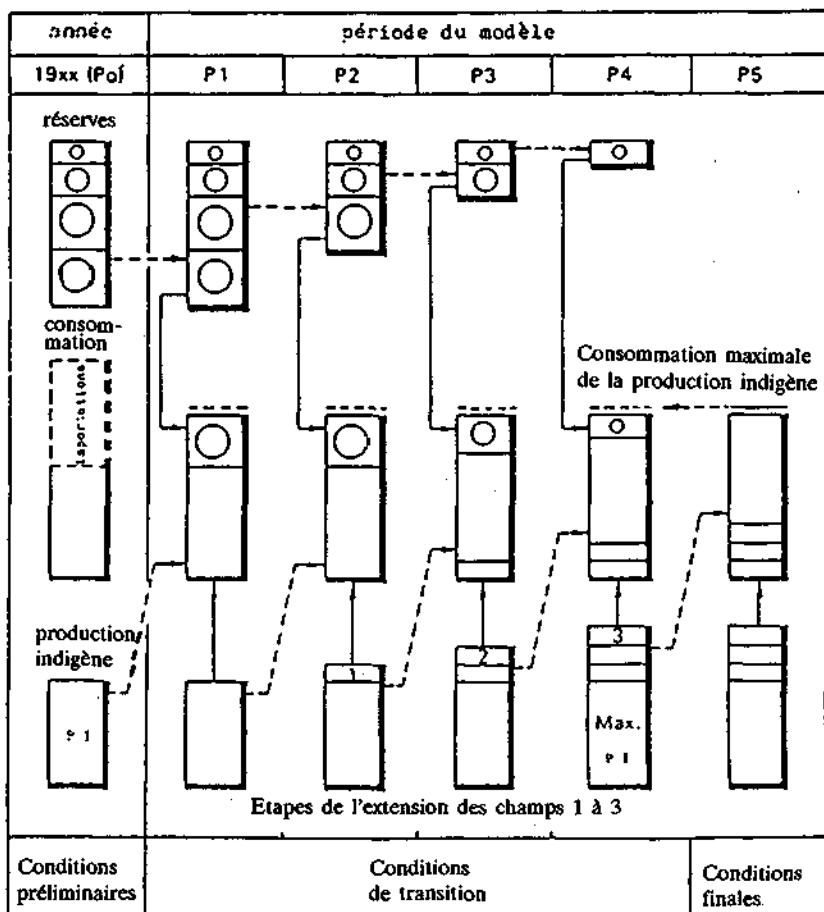 année
période du modèle
19xx (Po)
P1
P2
P3
P4
P5
réserves
consom-
mation
importations
Consommation maximale
de la production indigène
production
indigène
P I
1
2
3
Max.
P I
Etapes de l'extension des champs 1 à 3
Conditions
préliminaires
Conditions
de transition
Conditions
finales